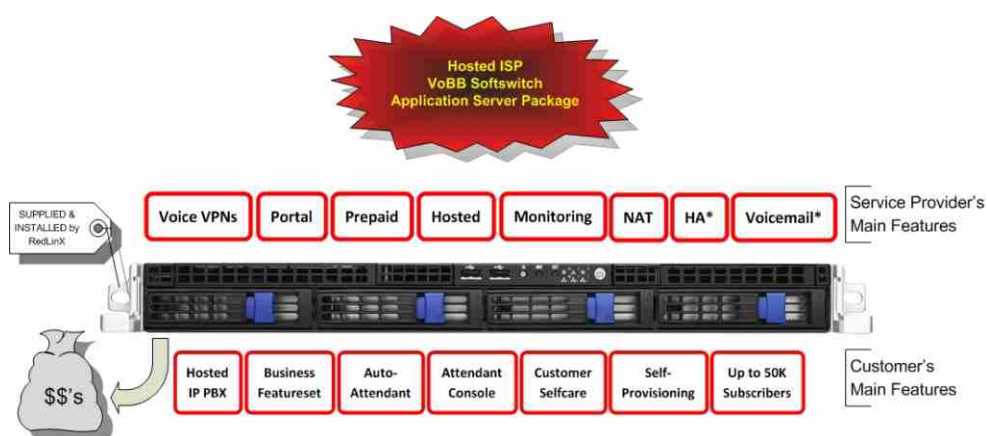 Hosted ISP
VoBB Softswitch
Application Server Package
SUPPLIED &
INSTALLED by
RedLinX
Voice VPNs
Portal
Prepaid
Hosted
Monitoring
NAT
HA*
Voicemail*
Service Provider's
Main Features
$$'s
Hosted
IP PBX
Business
Featureset
Auto-
Attendant
Attendant
Console
Customer
Selfcare
Self-
Provisioning
Up to 50K
Subscribers
Customer's
Main Features